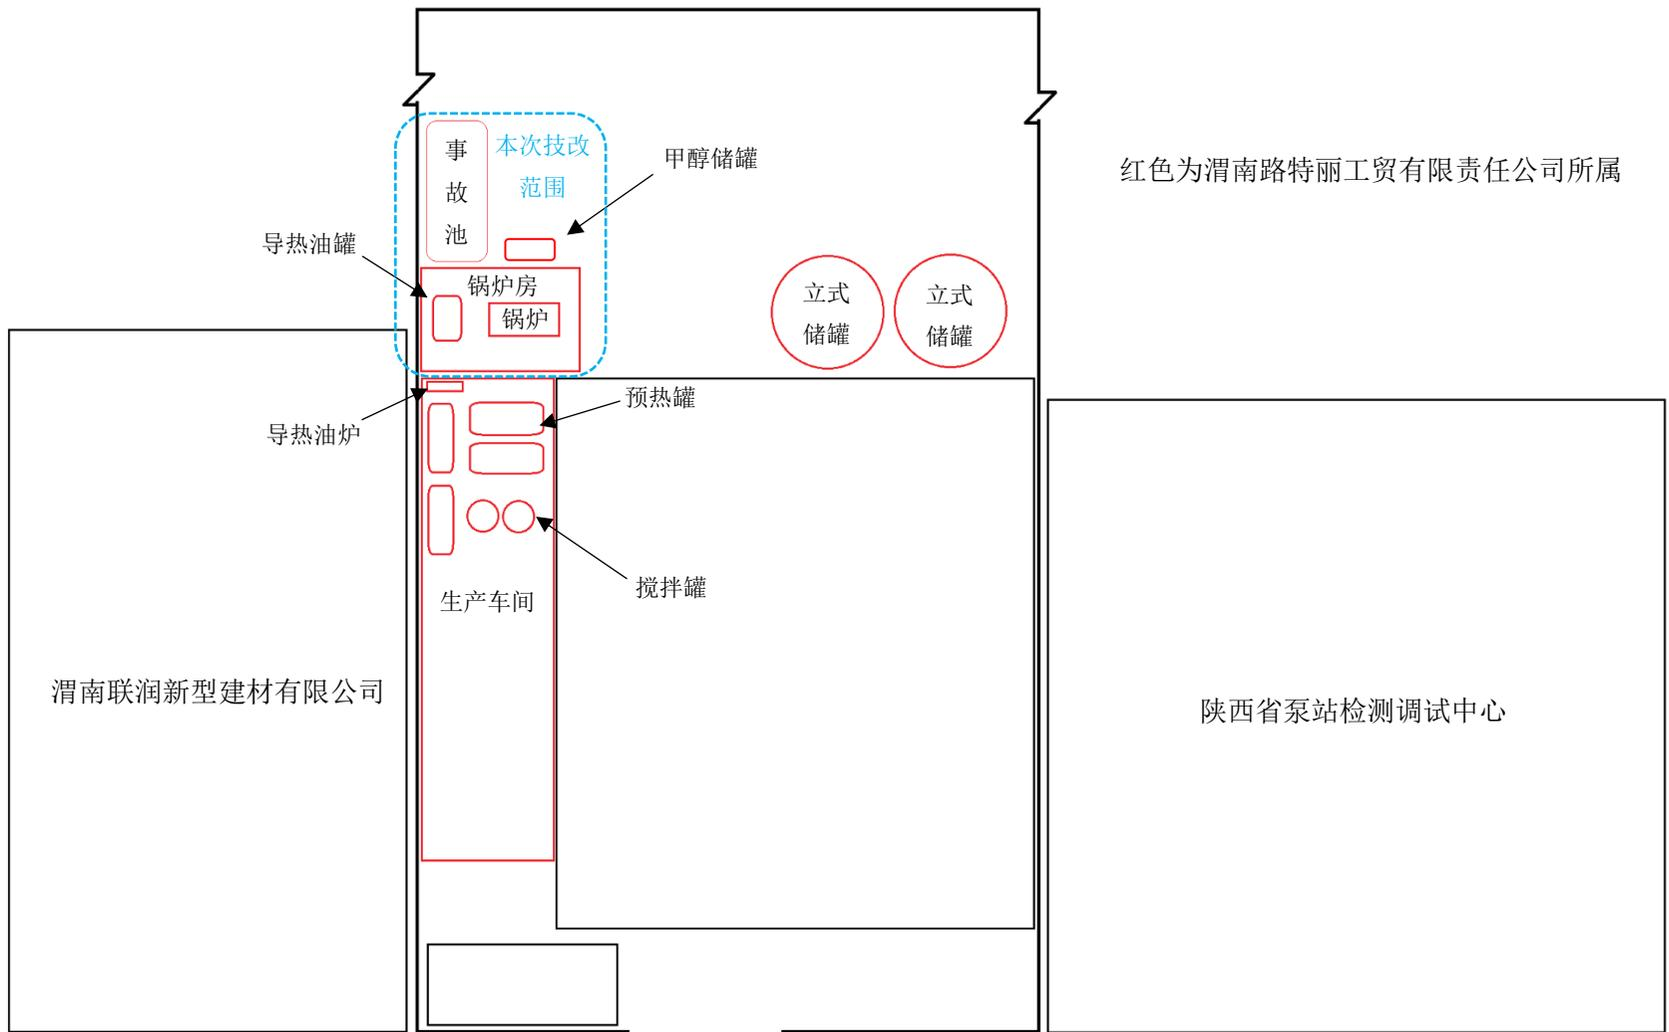 事
故
池
本次技改
范围
甲醇储罐
红色为渭南路特丽工贸有限责任公司所属
导热油罐
锅炉房
锅炉
立式
储罐
立式
储罐
预热罐
导热油炉
搅拌罐
生产车间
渭南联润新型建材有限公司
陕西省泵站检测调试中心